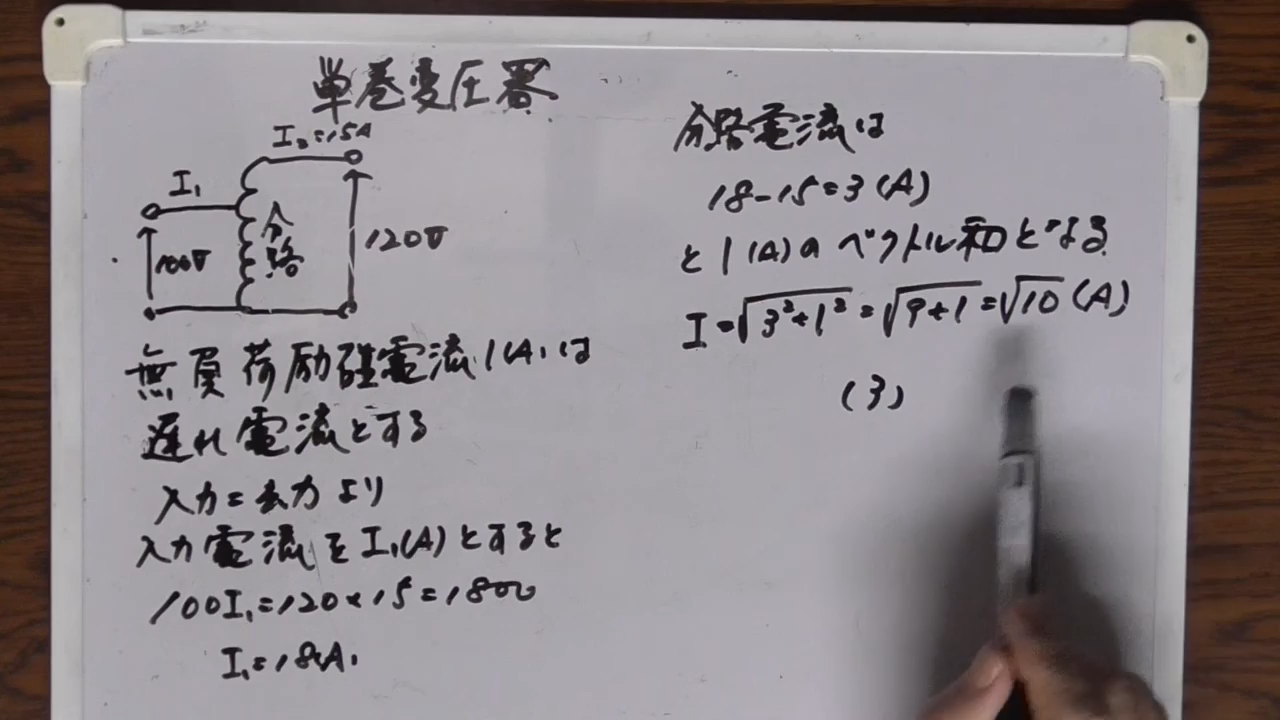 単巻変圧器
I₂=15A
I₁
分路
100V
120V
無負荷励磁電流1(A)は
遅れ電流とする
入力=出力より
入力電流をI₁(A)とすると
100I₁=120×15=1800
I₁=18(A)
分路電流は
18-15=3(A)
と1(A)のベクトル和となる
I=√3²+1²=√9+1=√10(A)
(3)